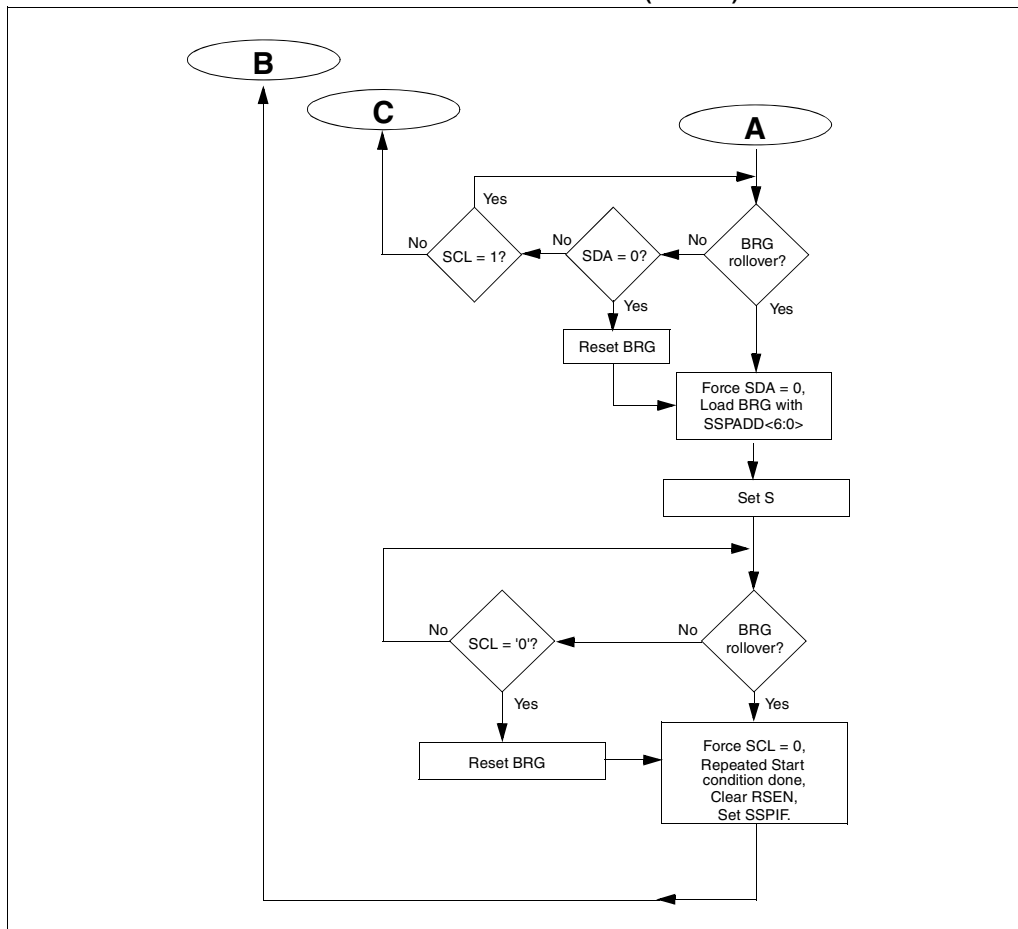 B
C
A
Yes
No
SCL = 1?
No
SDA = 0?
No
BRG
rollover?
Yes
Yes
Reset BRG
Force SDA = 0,
Load BRG with
SSPADD<6:0>
Set S
No
SCL = '0'?
No
BRG
rollover?
Yes
Yes
Reset BRG
Force SCL = 0,
Repeated Start
condition done,
Clear RSEN,
Set SSPIF.